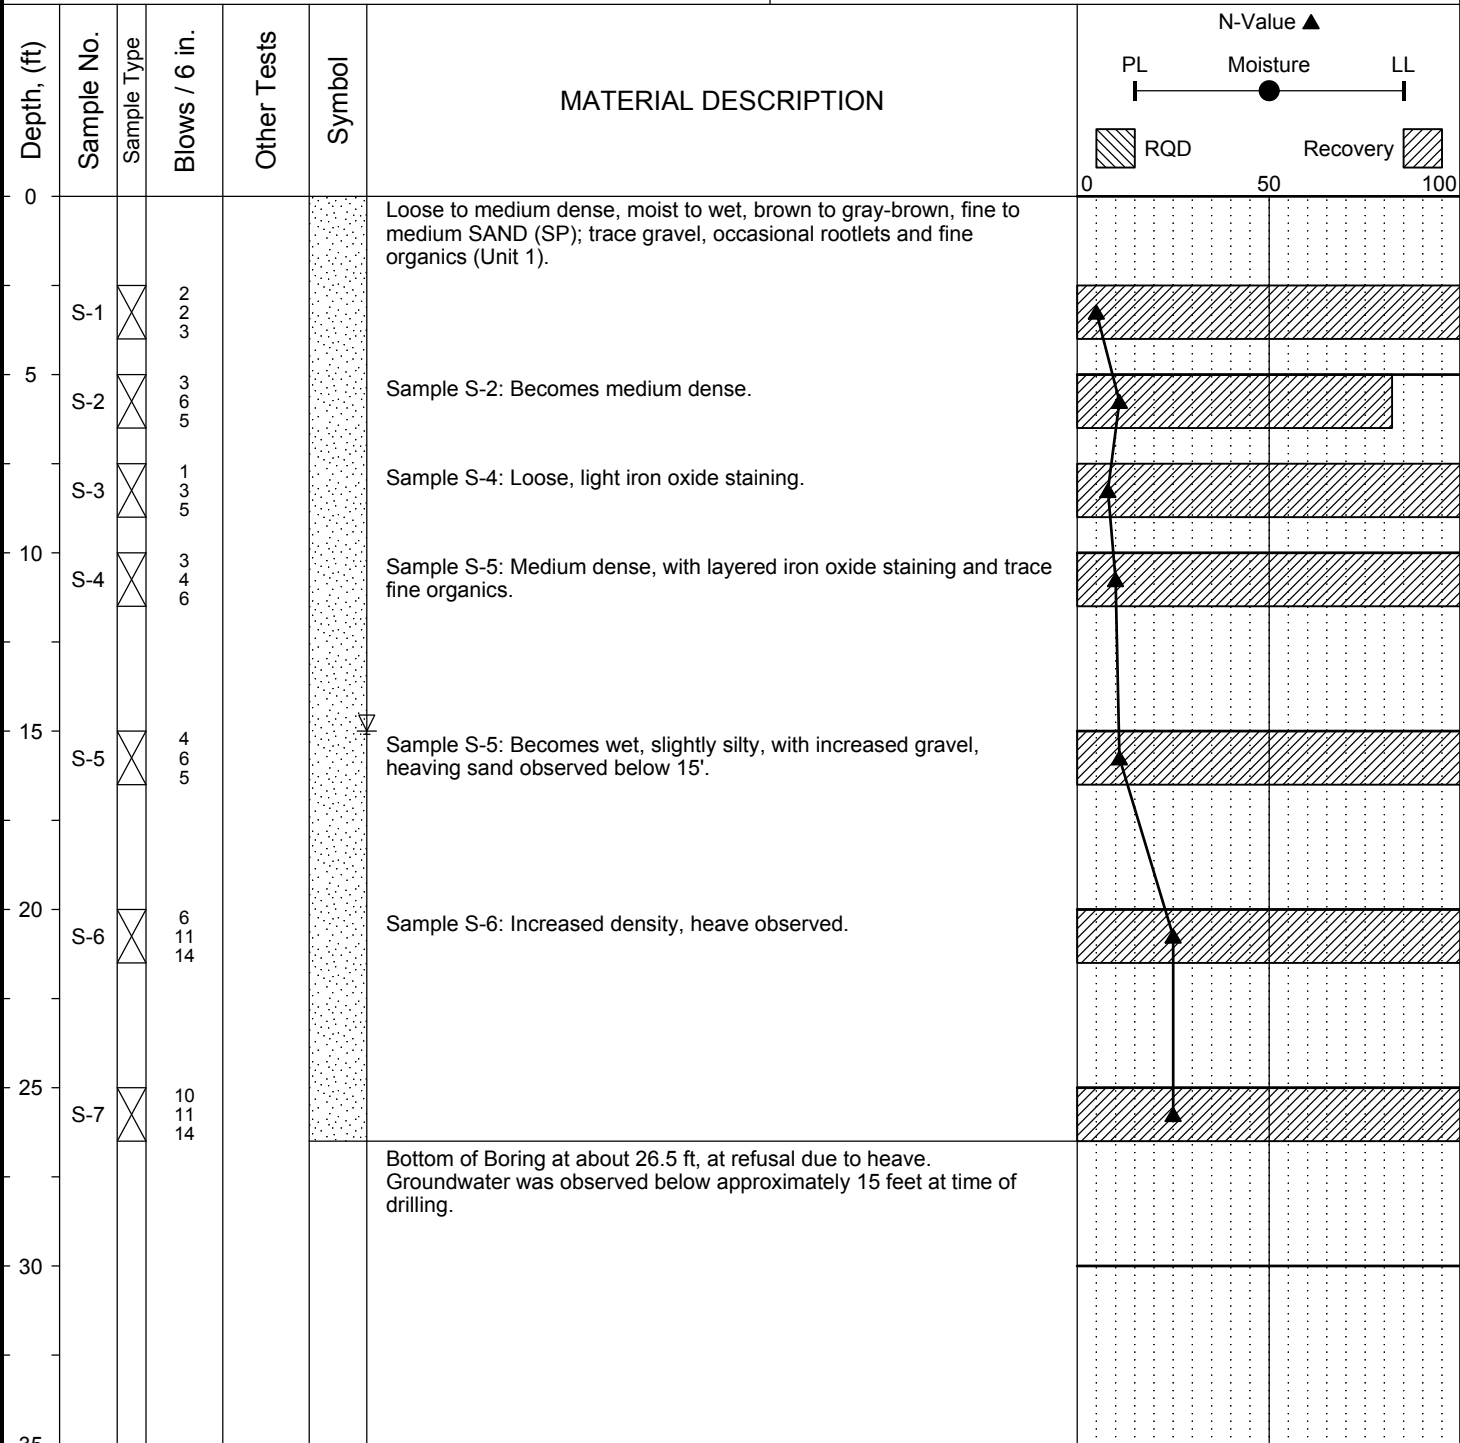 Depth, (ft)
Sample No.
Sample Type
Blows / 6 in.
Other Tests
Symbol
MATERIAL DESCRIPTION
N-Value
PL Moisture LL
RQD Recovery
0 50 100
0
Loose to medium dense, moist to wet, brown to gray-brown, fine to
medium SAND (SP); trace gravel, occasional rootlets and fine
organics (Unit 1).
S-1
2
2
3
5
S-2
3
6
5
Sample S-2: Becomes medium dense.
S-3
1
3
5
Sample S-4: Loose, light iron oxide staining.
10
S-4
3
4
6
Sample S-5: Medium dense, with layered iron oxide staining and trace
fine organics.
15
S-5
4
6
5
Sample S-5: Becomes wet, slightly silty, with increased gravel,
heaving sand observed below 15'.
20
S-6
6
11
14
Sample S-6: Increased density, heave observed.
25
S-7
10
11
14
Bottom of Boring at about 26.5 ft, at refusal due to heave.
Groundwater was observed below approximately 15 feet at time of
drilling.
30
35